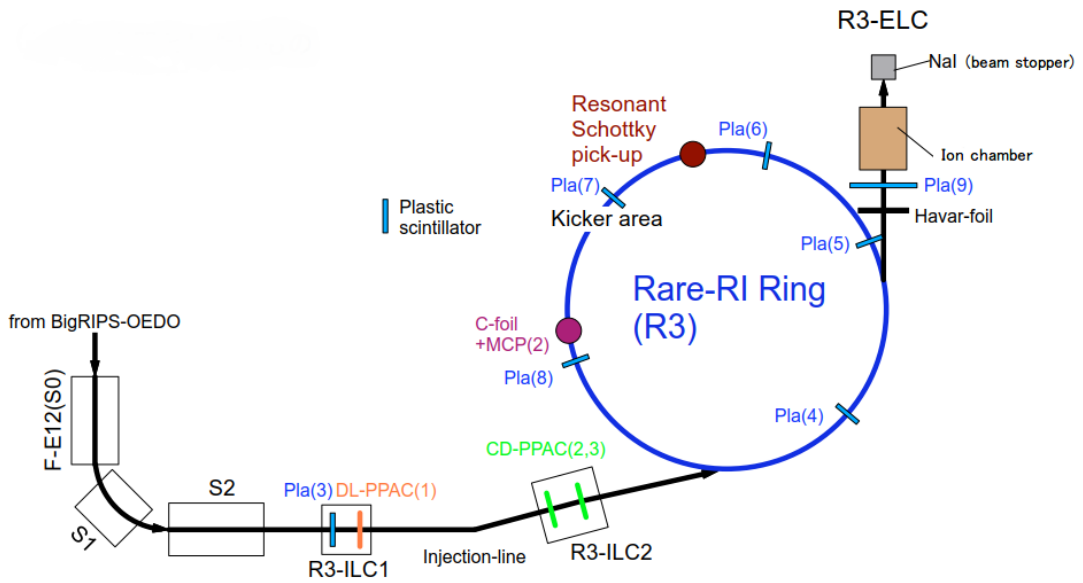 R3-ELC
NaI (beam stopper)
Resonant
Schottky
pick-up
Pla(6)
Ion chamber
Pla(7)
Pla(9)
Plastic
scintillator
Kicker area
Havar-foil
Pla(5)
Rare-RI Ring
(R3)
from BigRIPS-OEDO
C-foil
+MCP(2)
Pla(8)
F-E12(S0)
Pla(4)
CD-PPAC(2,3)
S2
Pla(3)
DL-PPAC(1)
S1
Injection-line
R3-ILC2
R3-ILC1